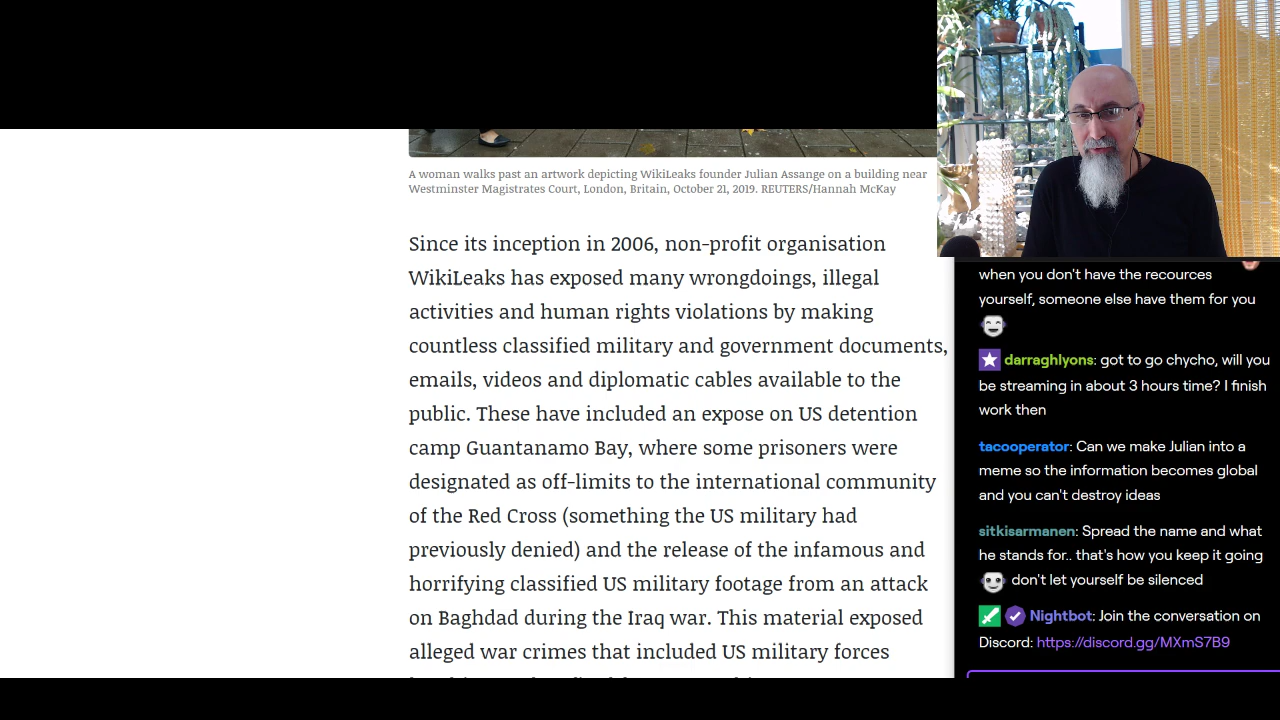 A woman walks past an artwork depicting WikiLeaks founder Julian Assange on a building near
Westminster Magistrates Court, London, Britain, October 21, 2019. REUTERS/Hannah McKay
Since its inception in 2006, non-profit organisation
WikiLeaks has exposed many wrongdoings, illegal
activities and human rights violations by making
countless classified military and government documents,
emails, videos and diplomatic cables available to the
public. These have included an expose on US detention
camp Guantanamo Bay, where some prisoners were
designated as off-limits to the international community
of the Red Cross (something the US military had
previously denied) and the release of the infamous and
horrifying classified US military footage from an attack
on Baghdad during the Iraq war. This material exposed
alleged war crimes that included US military forces
when you don't have the recources
yourself, someone else have them for you
darraghlyons: got to go chycho, will you
be streaming in about 3 hours time? I finish
work then
tacooperator: Can we make Julian into a
meme so the information becomes global
and you can't destroy ideas
sitkisarmanen: Spread the name and what
he stands for.. that's how you keep it going
don't let yourself be silenced
Nightbot: Join the conversation on
Discord: https://discord.gg/MXmS7B9